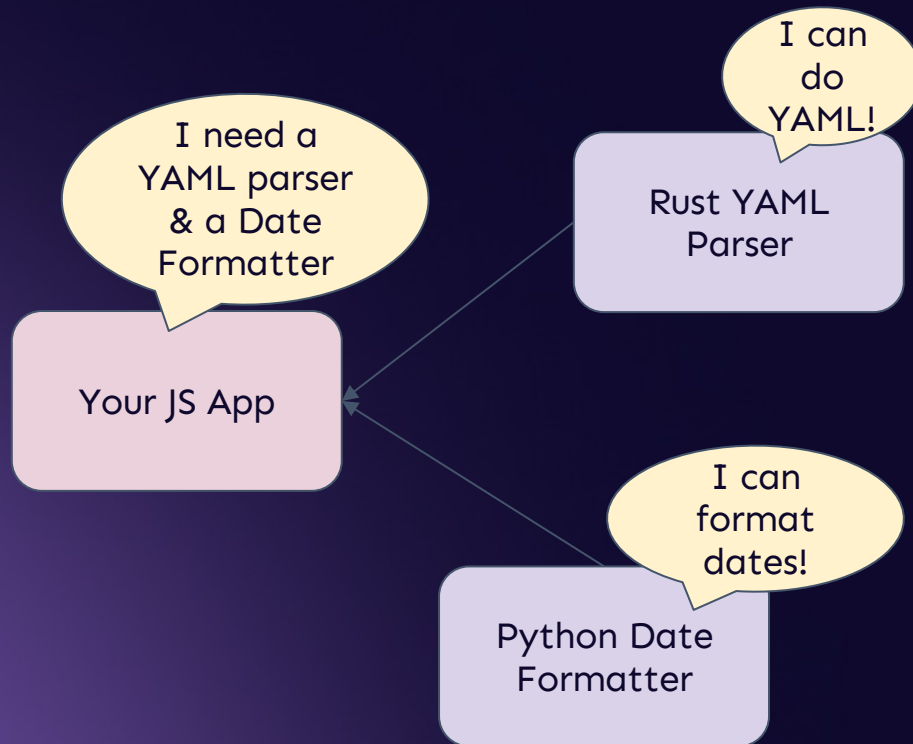 I need a
YAML parser
& a Date
Formatter
Your JS App
I can
do
YAML!
Rust YAML
Parser
I can
format
dates!
Python Date
Formatter